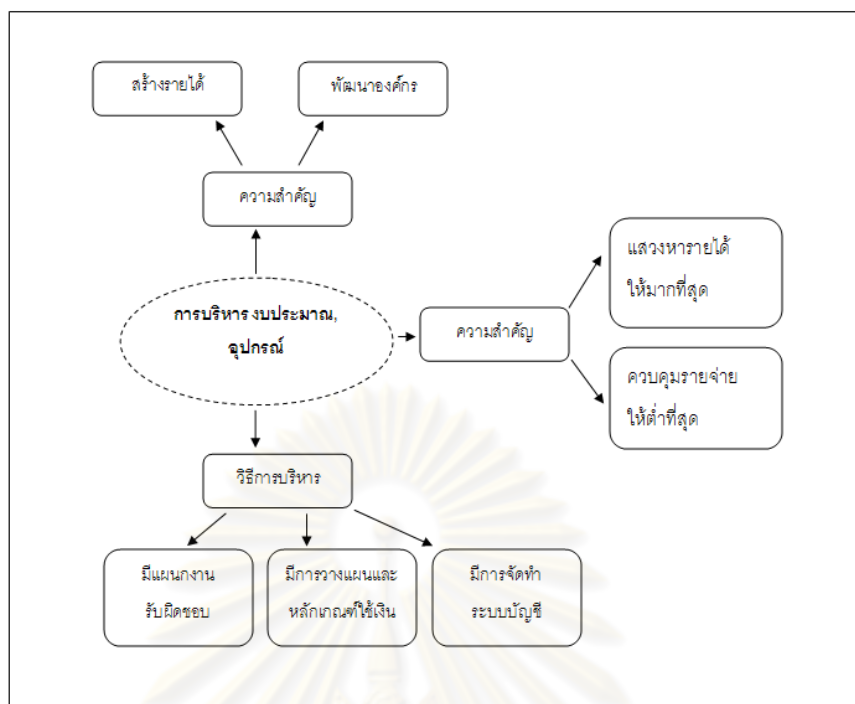 สร้างรายได้
พัฒนาองค์กร
ความสำคัญ
แสวงหารายได้
ให้มากที่สุด
การบริหารงบประมาณ,
อุปกรณ์
ความสำคัญ
ควบคุมรายจ่าย
ให้ต่ำที่สุด
วิธีการบริหาร
มีแผนกงาน
รับผิดชอบ
มีการวางแผนและ
หลักเกณฑ์ใช้เงิน
มีการจัดทำ
ระบบบัญชี